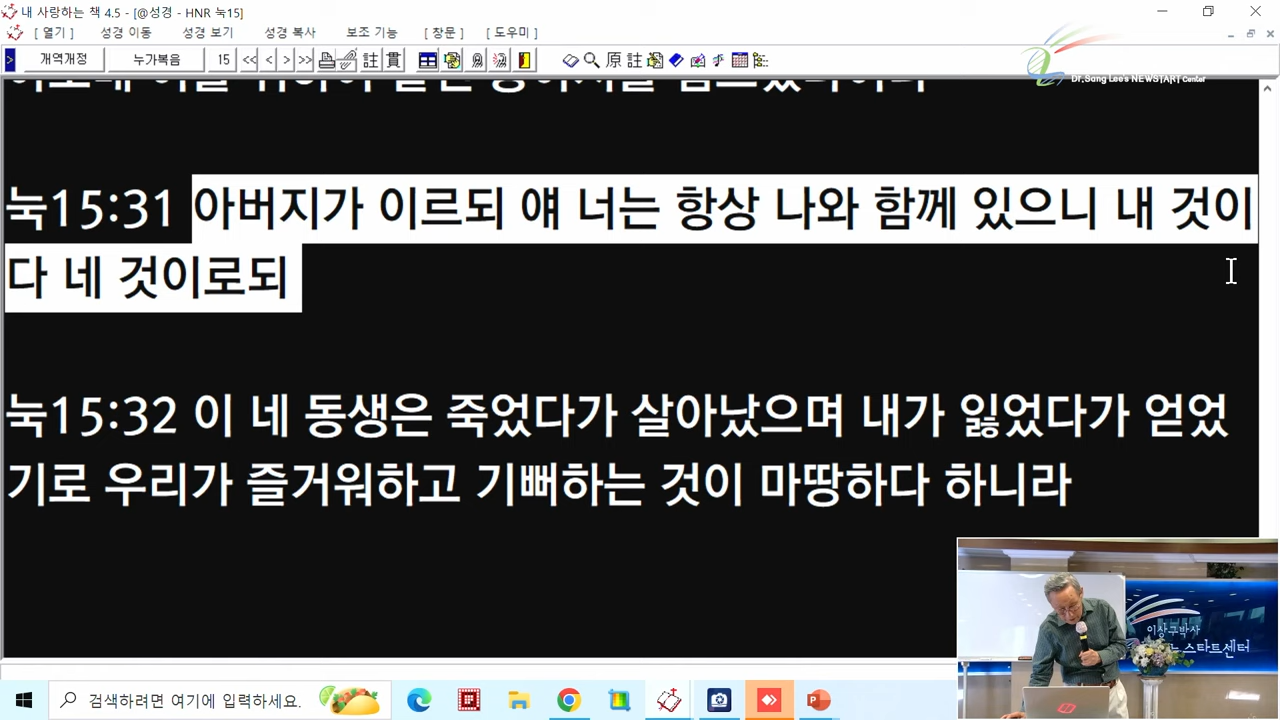 내 사랑하는 책 4.5 - [@성경 - HNR 눅15]
[ 열기 ] 성경 이동 성경 보기 성경 복사 보조 기능 [ 창문 ] [ 도우미 ]
개역개정 누가복음 15 << < > >> 註 貫 原 註
Dr.Sang Lee's NEWSTART Center
눅15:31 아버지가 이르되 얘 너는 항상 나와 함께 있으니 내 것이
다 네 것이로되
눅15:32 이 네 동생은 죽었다가 살아났으며 내가 잃었다가 얻었
기로 우리가 즐거워하고 기뻐하는 것이 마땅하다 하니라
이상구박사
스타트센터
검색하려면 여기에 입력하세요.